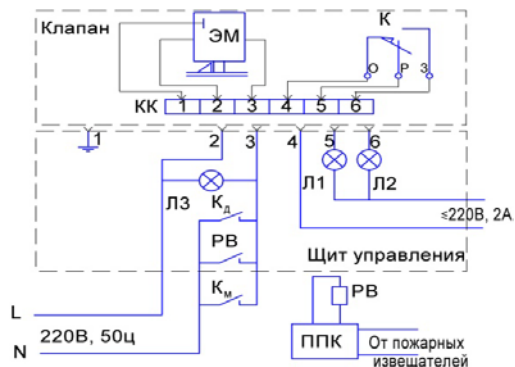 Клапан
ЭМ
К
О Р З
КК 1 2 3 4 5 6
1 2 3 4 5 6
Л3
Кд
Л1 Л2
≤220В, 2А
РВ
Щит управления
Км
L
220В, 50ц
N
РВ
ППК
От пожарных
извещателей